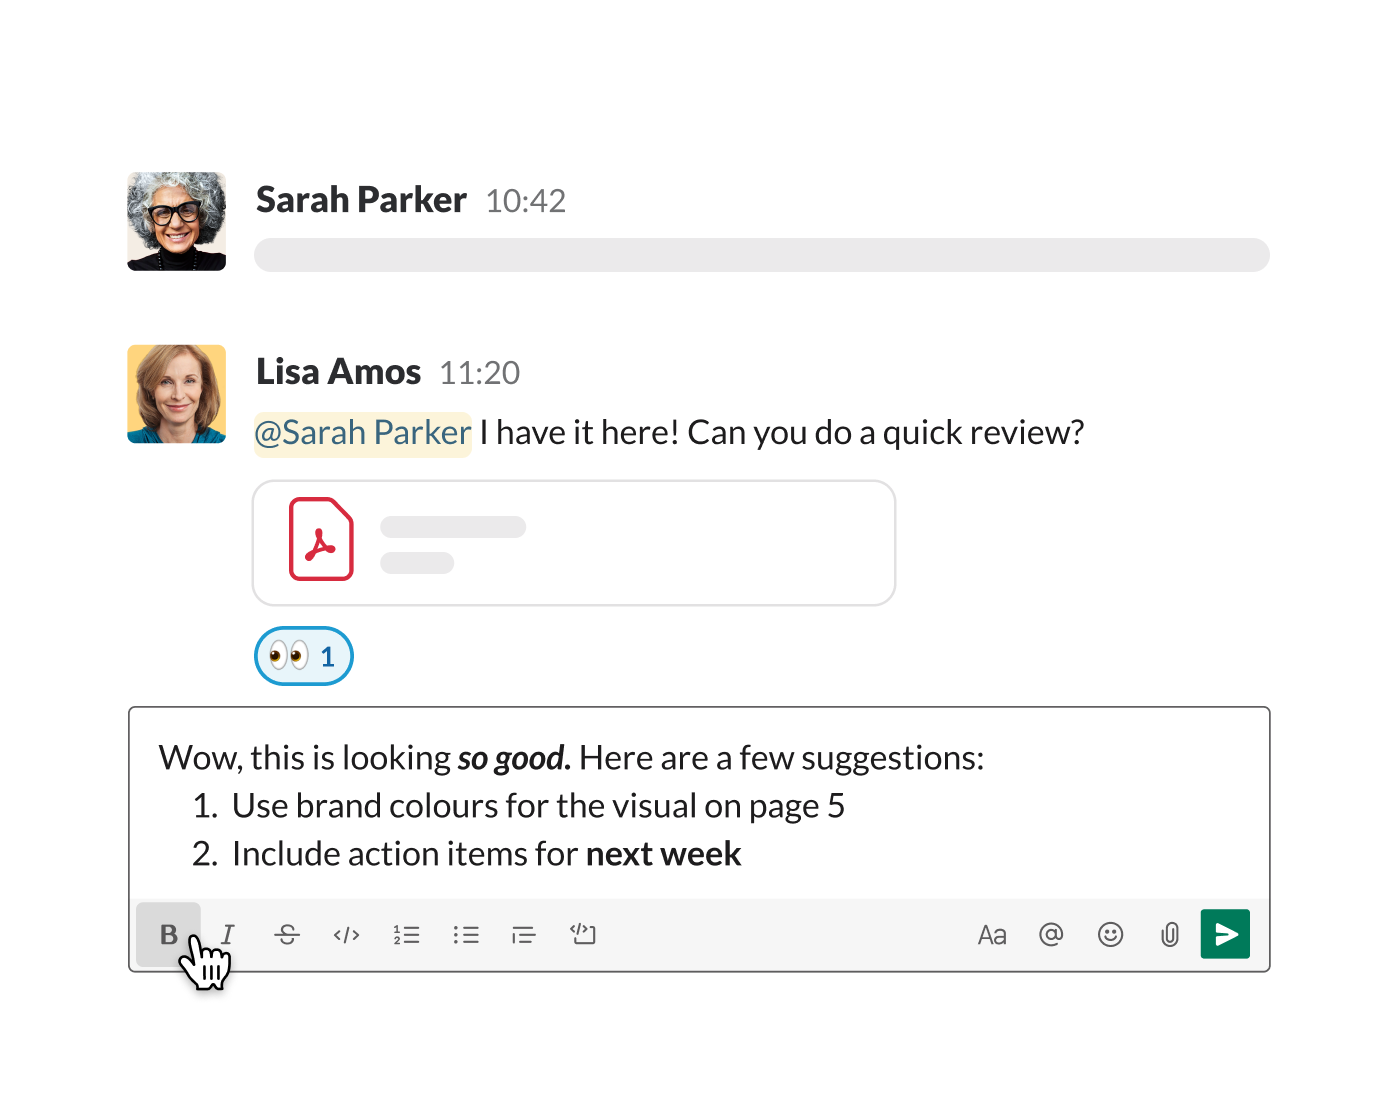 Sarah Parker 10:42
Lisa Amos 11:20
@Sarah Parker I have it here! Can you do a quick review?
1
Wow, this is looking so good. Here are a few suggestions:
1. Use brand colours for the visual on page 5
2. Include action items for next week
B I S </> Aa @